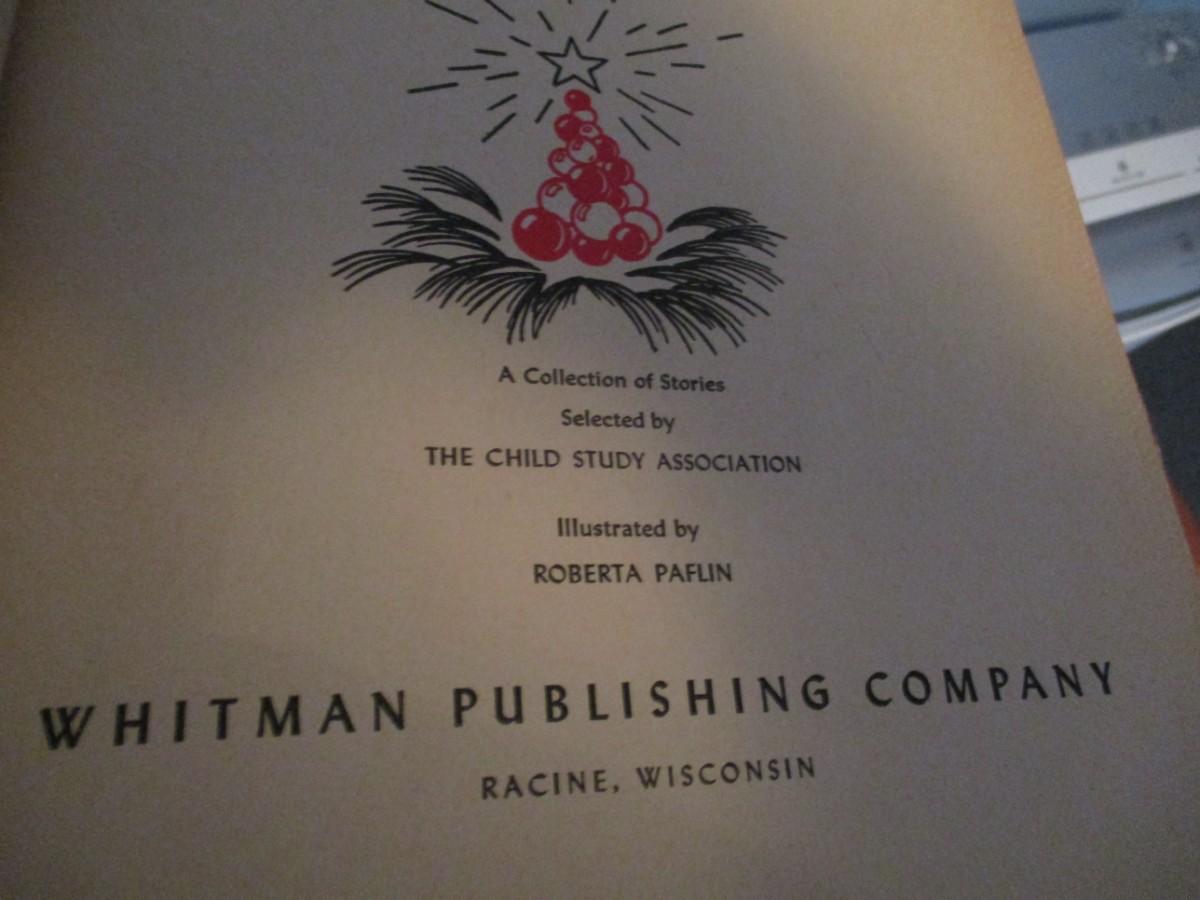 A Collection of Stories
Selected by
THE CHILD STUDY ASSOCIATION
Illustrated by
ROBERTA PAFLIN
WHITMAN PUBLISHING COMPANY
RACINE, WISCONSIN